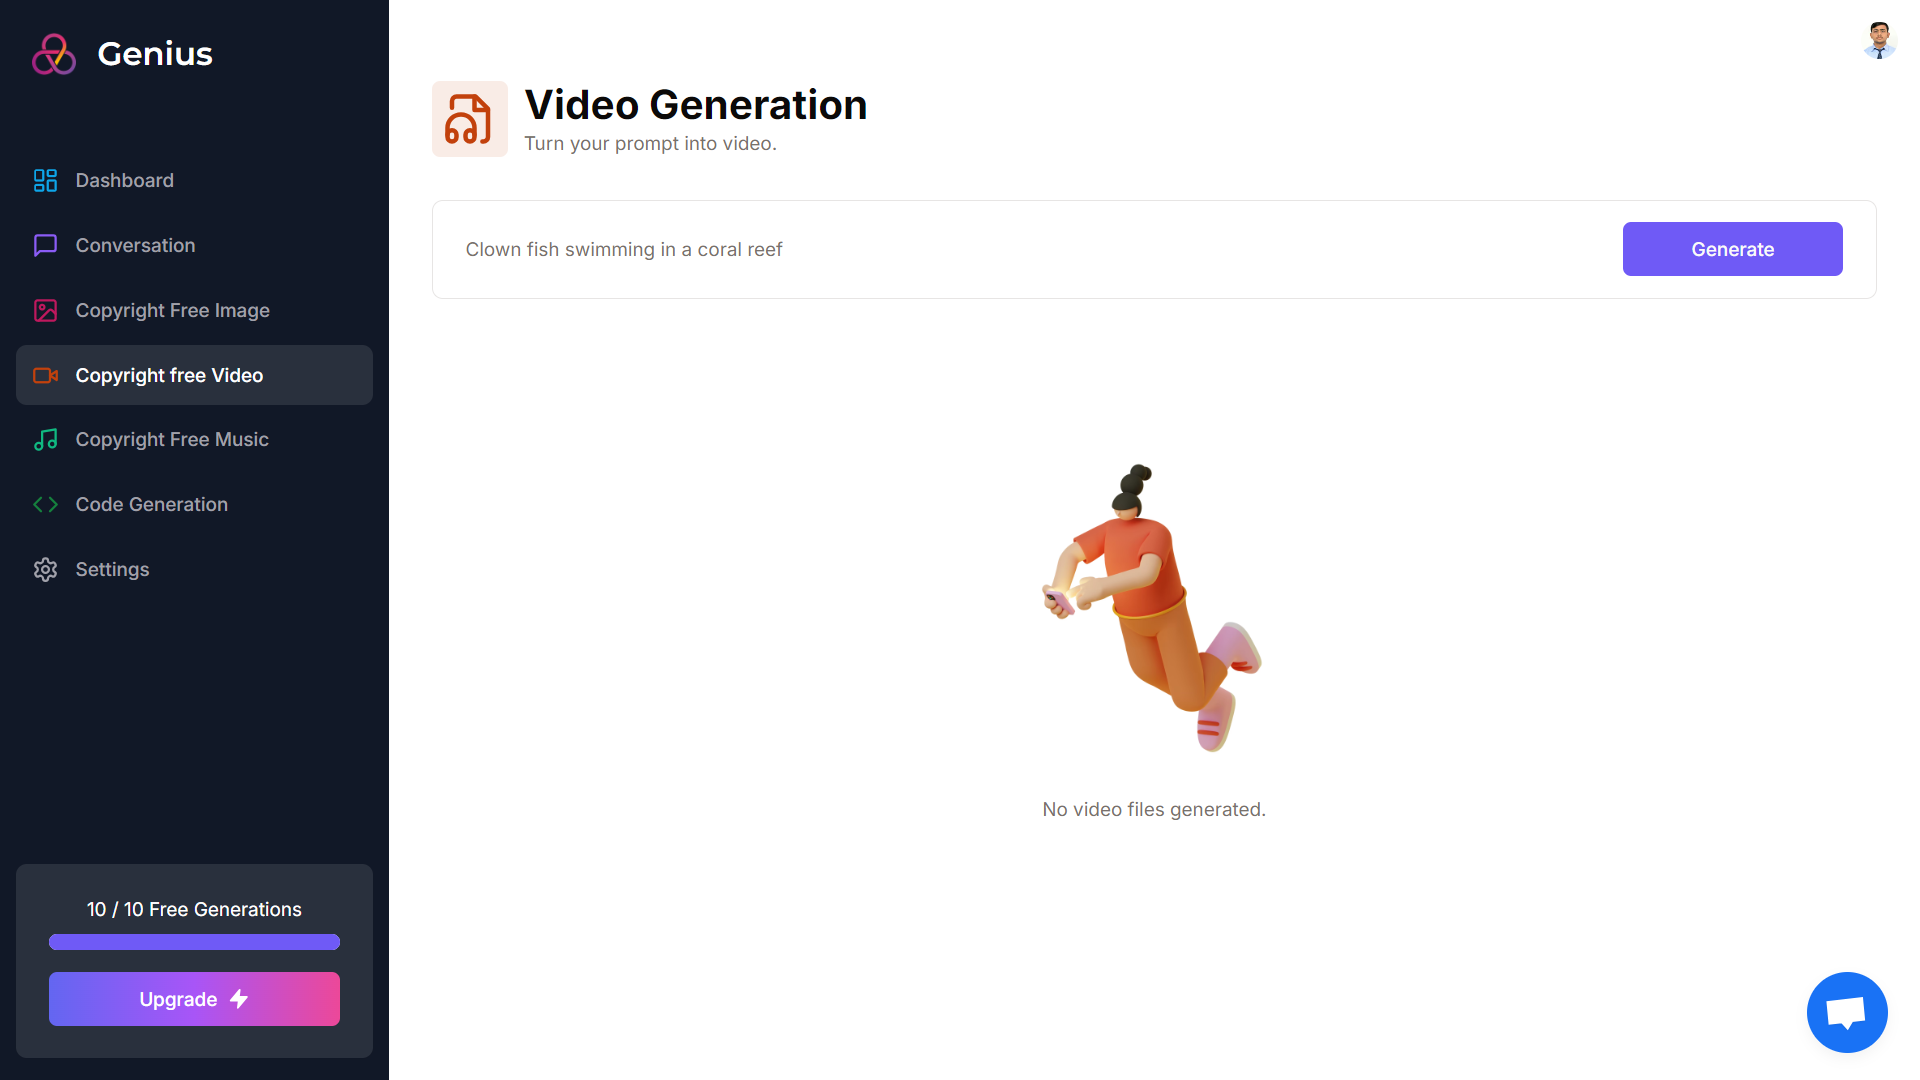 Genius
Dashboard
Conversation
Copyright Free Image
Copyright free Video
Copyright Free Music
Code Generation
Settings
10 / 10 Free Generations
Upgrade
Video Generation
Turn your prompt into video.
Clown fish swimming in a coral reef
Generate
No video files generated.